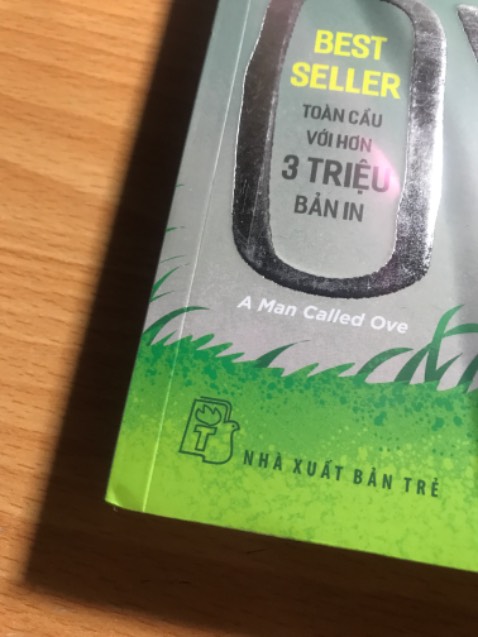 BEST
SELLER
TOÀN CẦU
VỚI HƠN
3 TRIỆU
BẢN IN
A Man Called Ove
NHÀ XUẤT BẢN TRẺ